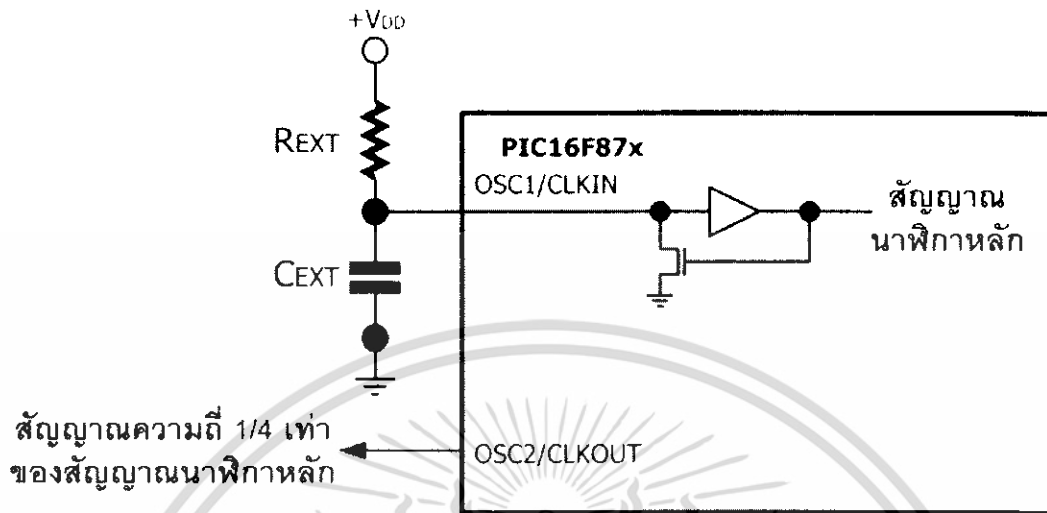 +VDD
REXT
PIC16F87x
OSC1/CLKIN
สัญญาณ
นาฬิกาหลัก
CEXT
สัญญาณความถี่ 1/4 เท่า
ของสัญญาณนาฬิกาหลัก
OSC2/CLKOUT